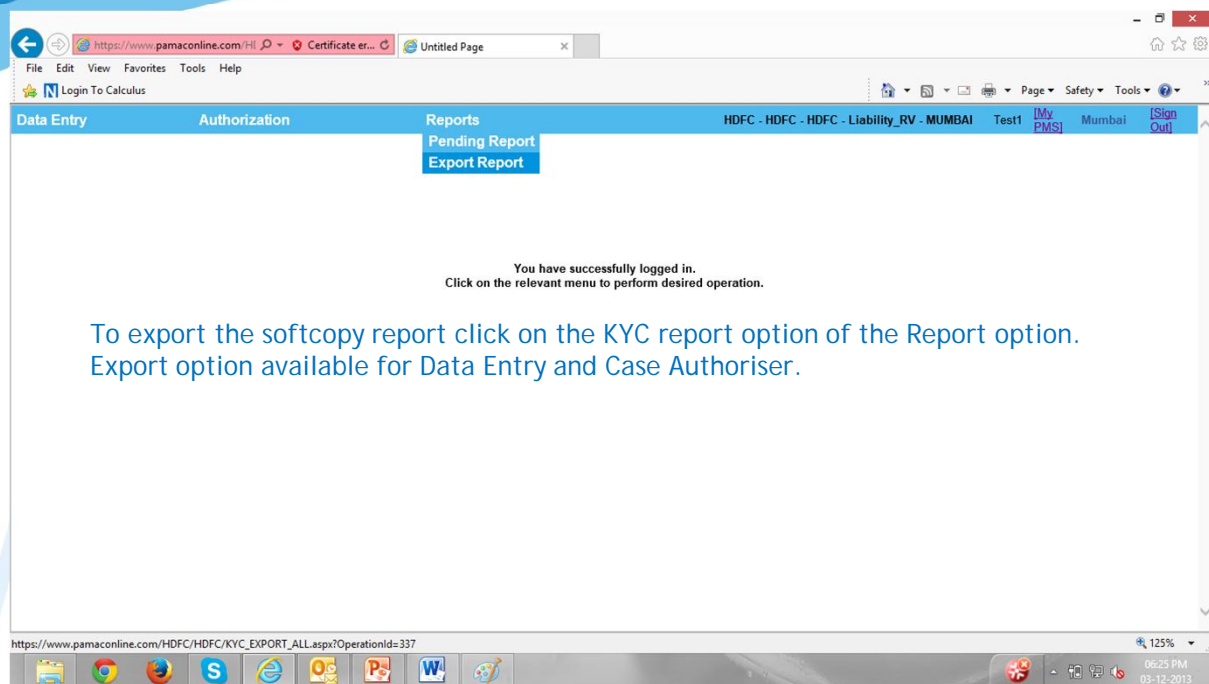 https://www.pamaconline.com/HI
Certificate er...
Untitled Page
File Edit View Favorites Tools Help
Login To Calculus
Page Safety Tools
Data Entry Authorization Reports HDFC - HDFC - HDFC - Liability_RV - MUMBAI Test1 [My PMS] Mumbai [Sign Out]
Pending Report
Export Report
You have successfully logged in.
Click on the relevant menu to perform desired operation.
To export the softcopy report click on the KYC report option of the Report option.
Export option available for Data Entry and Case Authoriser.
https://www.pamaconline.com/HDFC/HDFC/KYC_EXPORT_ALL.aspx?OperationId=337
125%
06:25 PM
03-12-2013